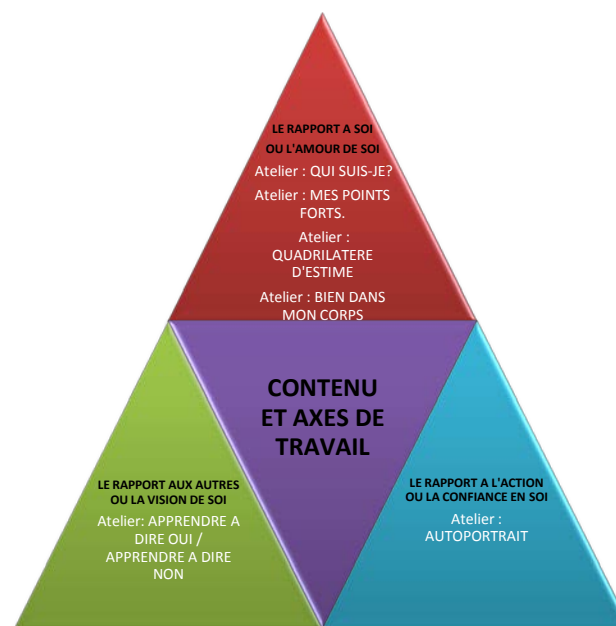 LE RAPPORT A SOI
OU L'AMOUR DE SOI
Atelier : QUI SUIS-JE?
Atelier : MES POINTS
FORTS.
Atelier :
QUADRILATERE
D'ESTIME
Atelier : BIEN DANS
MON CORPS
CONTENU
ET AXES DE
TRAVAIL
LE RAPPORT AUX AUTRES
OU LA VISION DE SOI
Atelier: APPRENDRE A
DIRE OUI /
APPRENDRE A DIRE
NON
LE RAPPORT A L'ACTION
OU LA CONFIANCE EN SOI
Atelier :
AUTOPORTRAIT